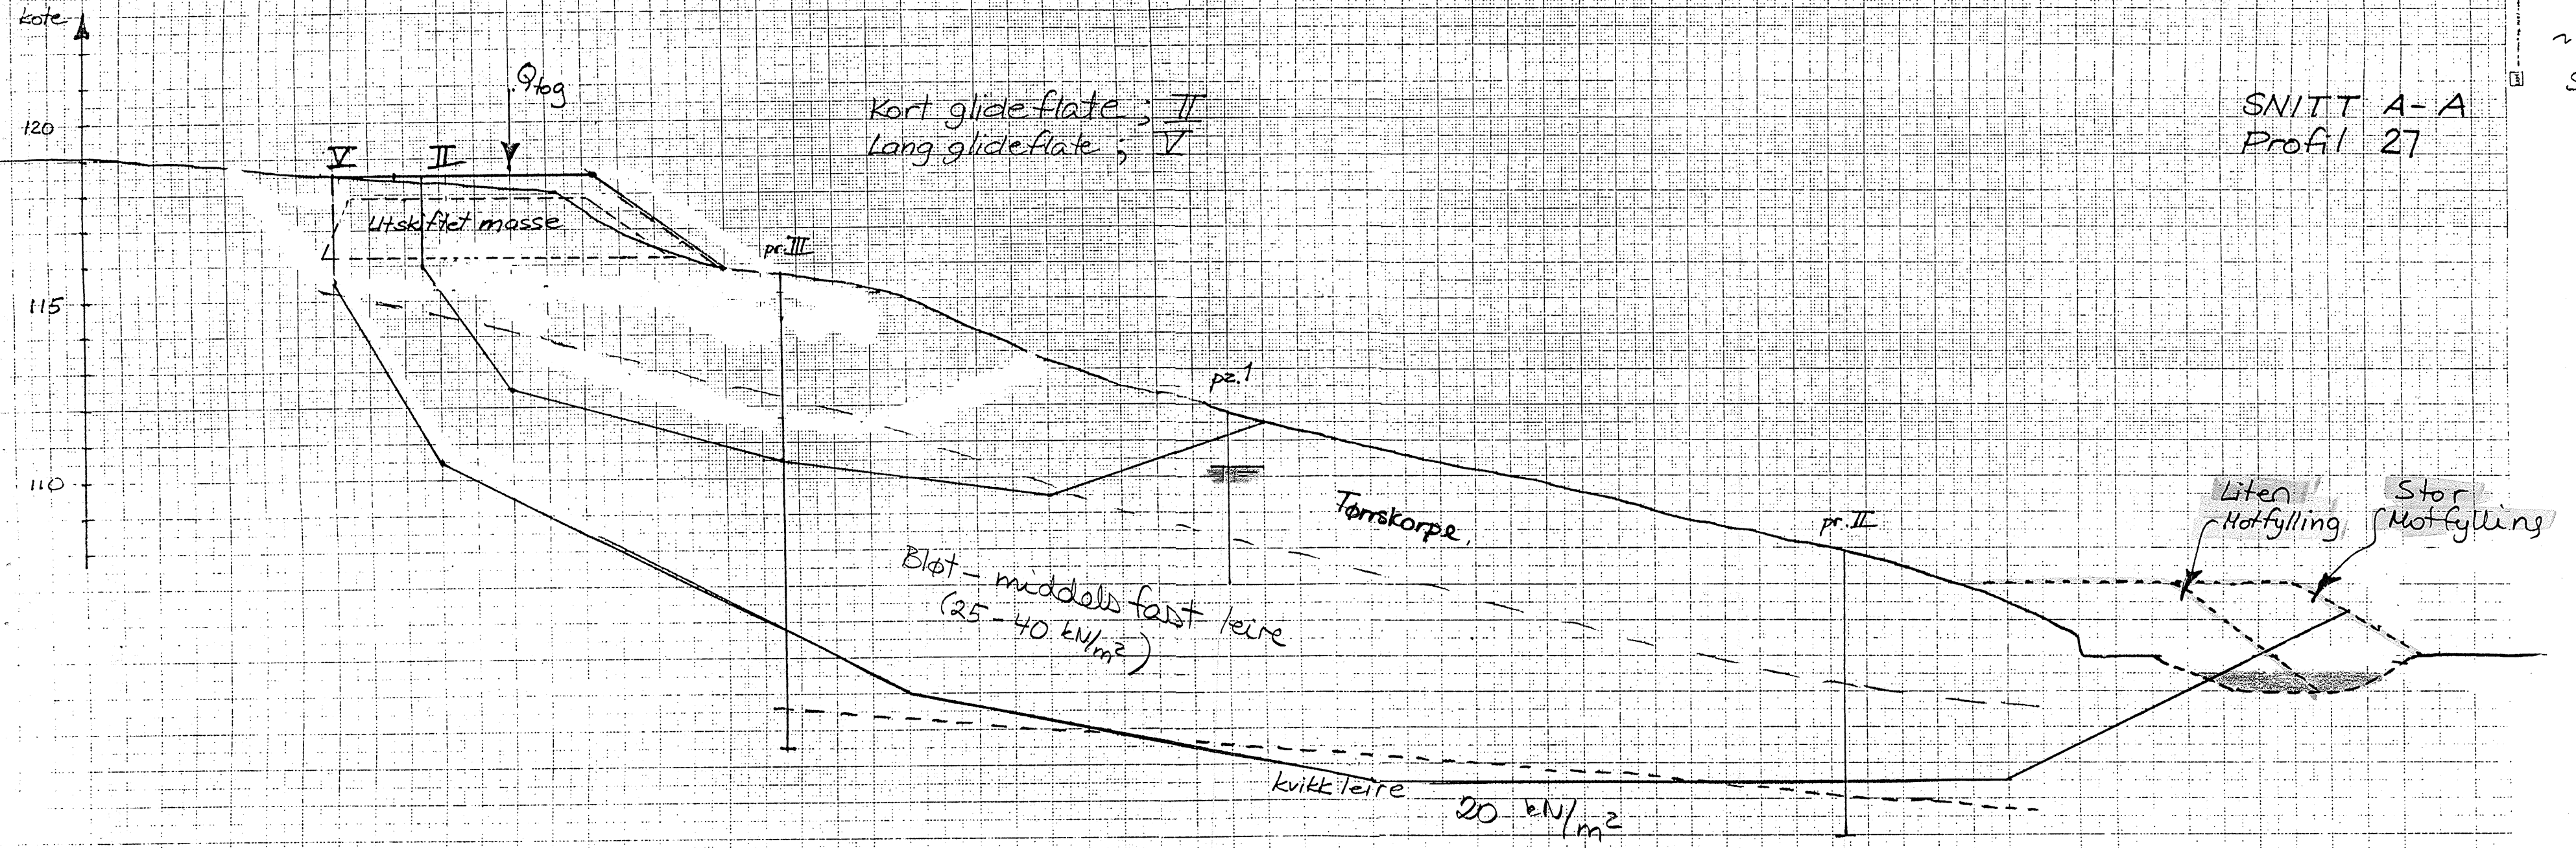 kote
Qtog
Kort glideflate ; II
Lang glideflate ; V
SNITT A-A
Profil 27
120
V
II
Utskiftet masse
pr. III
115
pz. 1
110
Tørrskorpe.
pr. II
Liten
Motfylling
Stor
Motfylling
Bløt - middels fast leire
(25 - 40 kN/m²)
kvikkleire
20 kN/m²